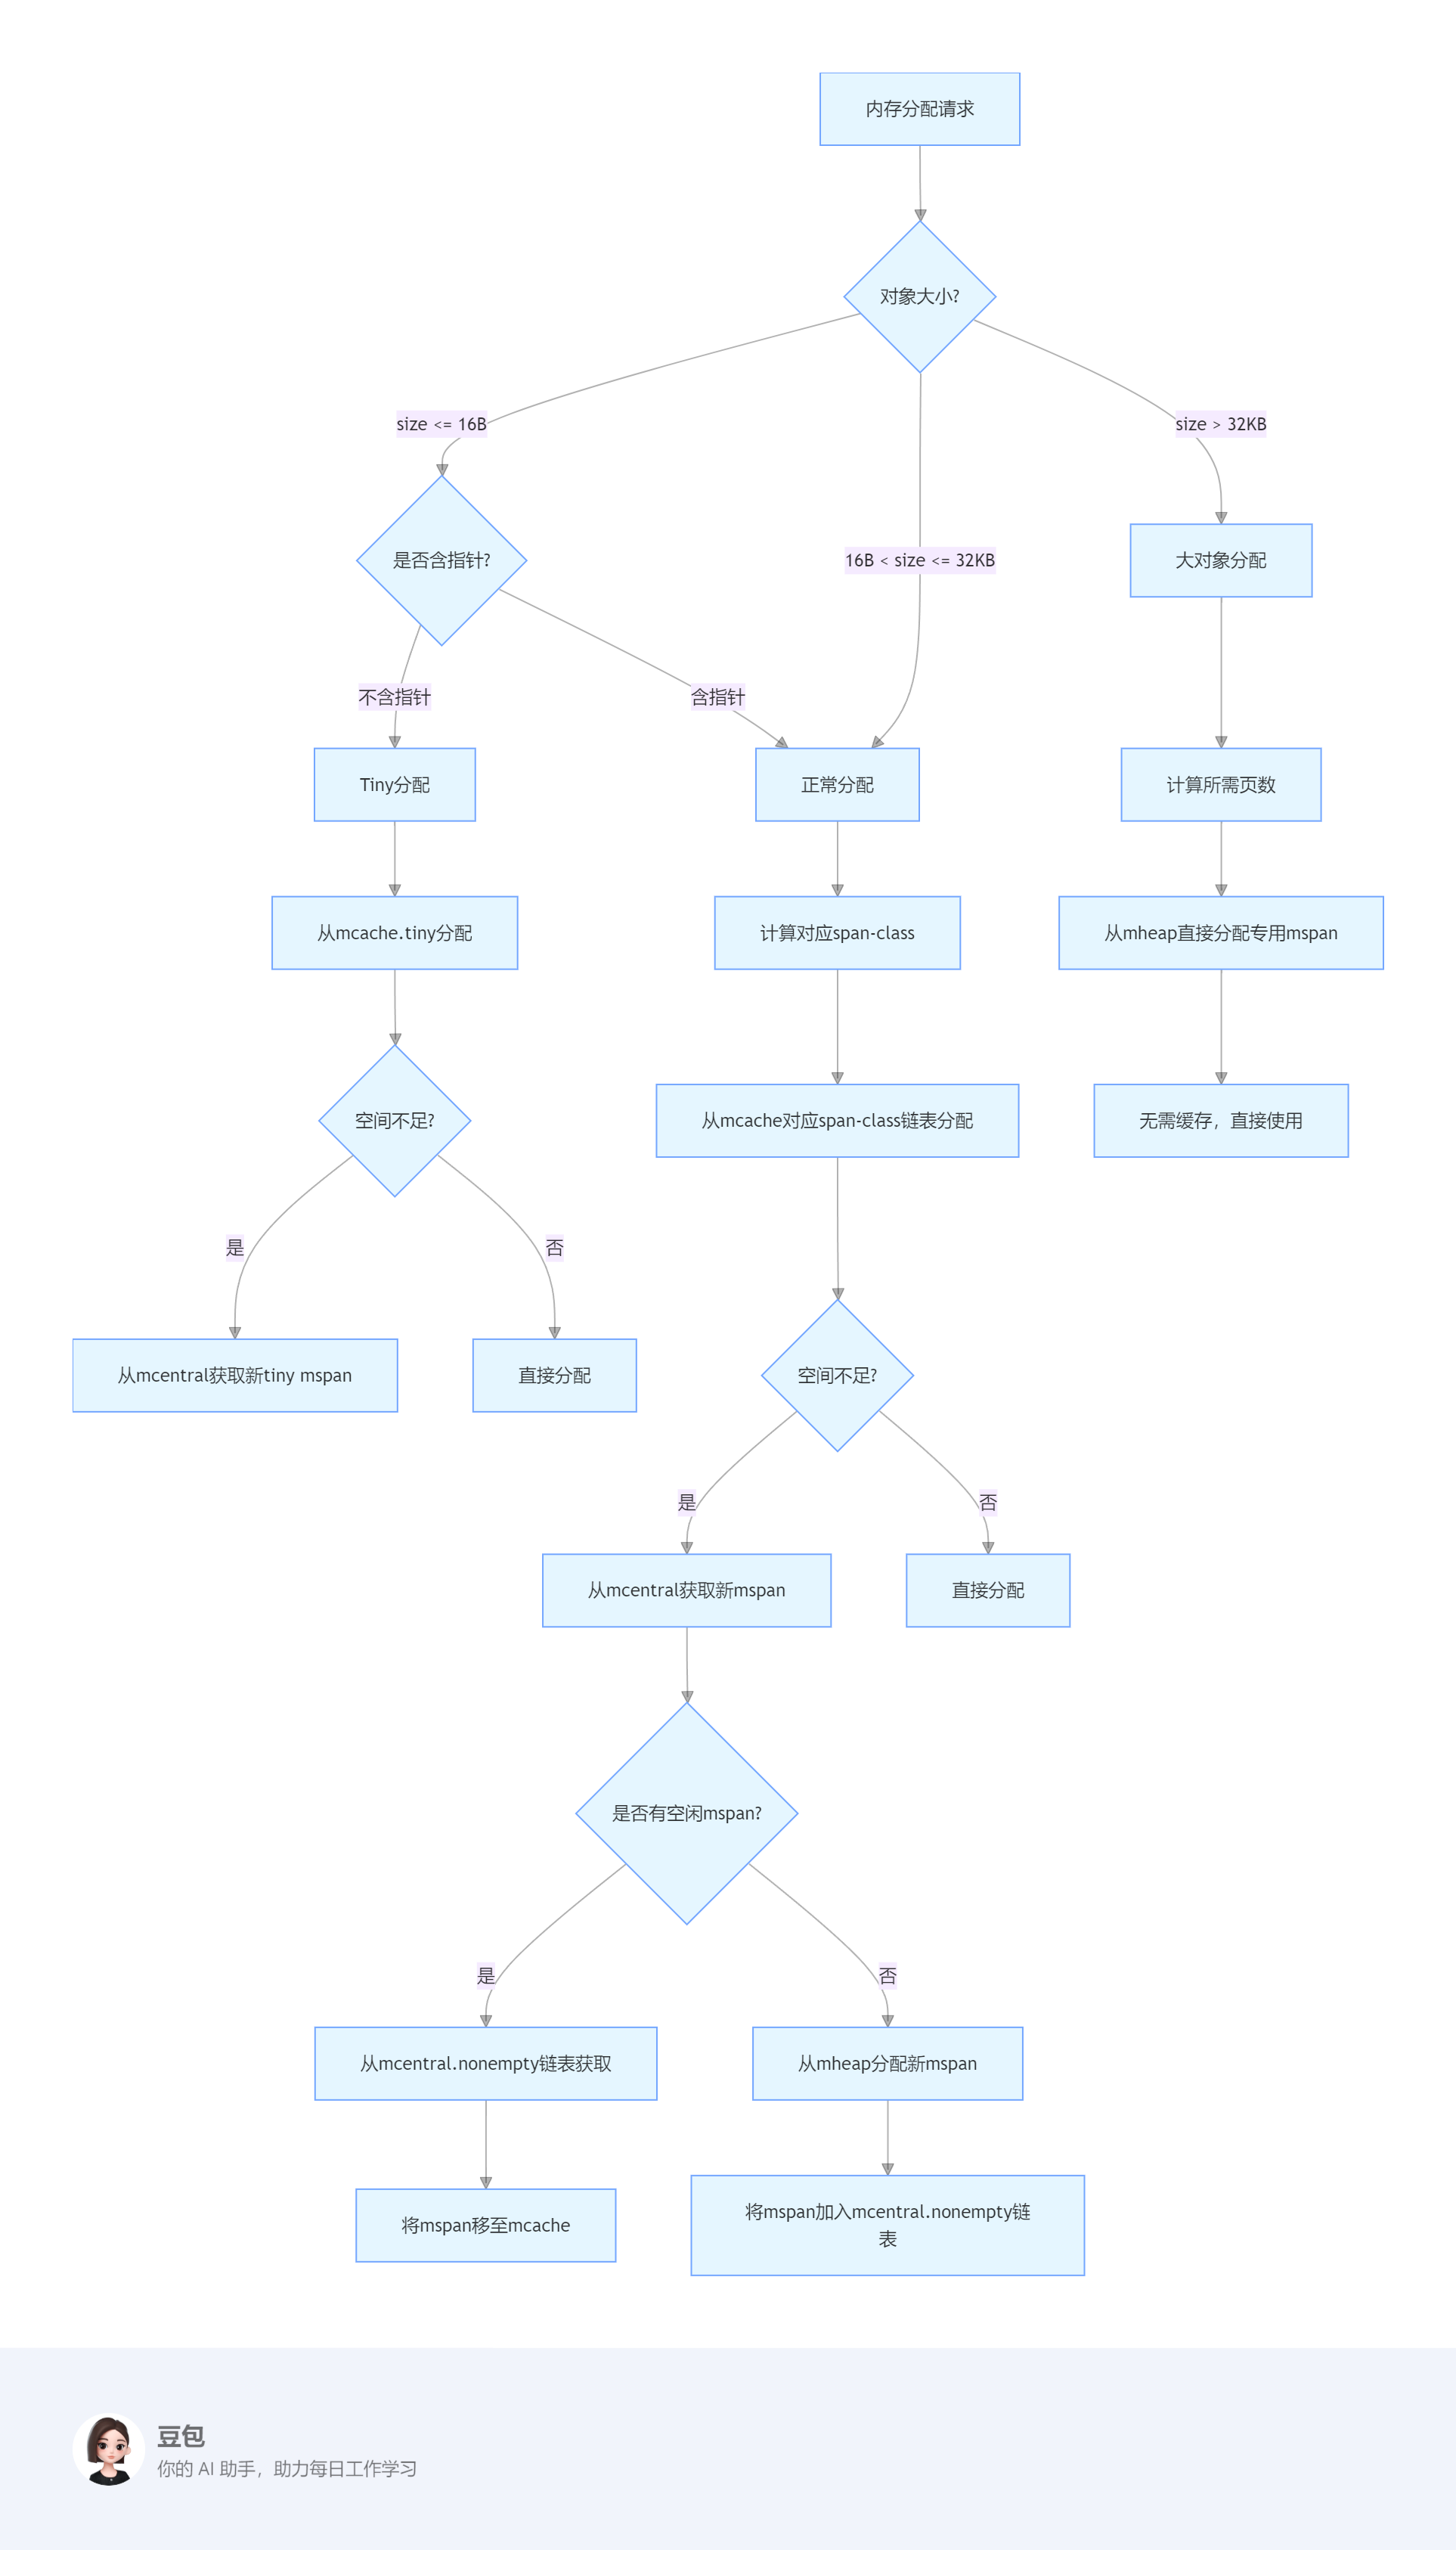 内存分配请求
对象大小?
size <= 16B
size > 32KB
是否含指针?
16B < size <= 32KB
大对象分配
不含指针
含指针
Tiny分配
正常分配
计算所需页数
从mcache.tiny分配
计算对应span-class
从mheap直接分配专用mspan
空间不足?
从mcache对应span-class链表分配
无需缓存，直接使用
是
否
从mcentral获取新tiny mspan
直接分配
空间不足?
是
否
从mcentral获取新mspan
直接分配
是否有空闲mspan?
是
否
从mcentral.nonempty链表获取
从mheap分配新mspan
将mspan移至mcache
将mspan加入mcentral.nonempty链
表
豆包
你的 AI 助手，助力每日工作学习